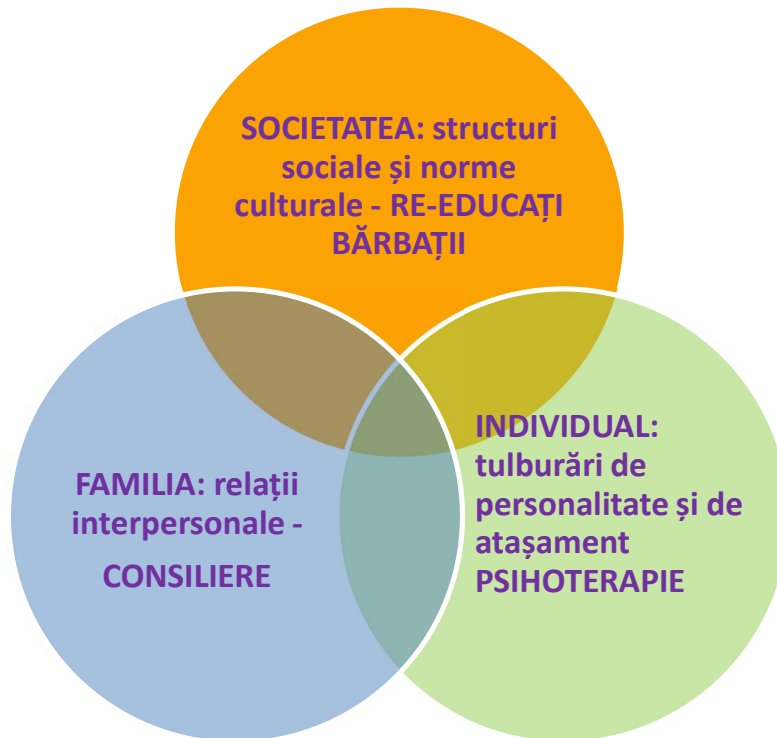 SOCIETATEA: structuri
sociale și norme
culturale - RE-EDUCAȚI
BĂRBAȚII
FAMILIA: relații
interpersonale -
CONSILIERE
INDIVIDUAL:
tulburări de
personalitate și de
atașament
PSIHOTERAPIE